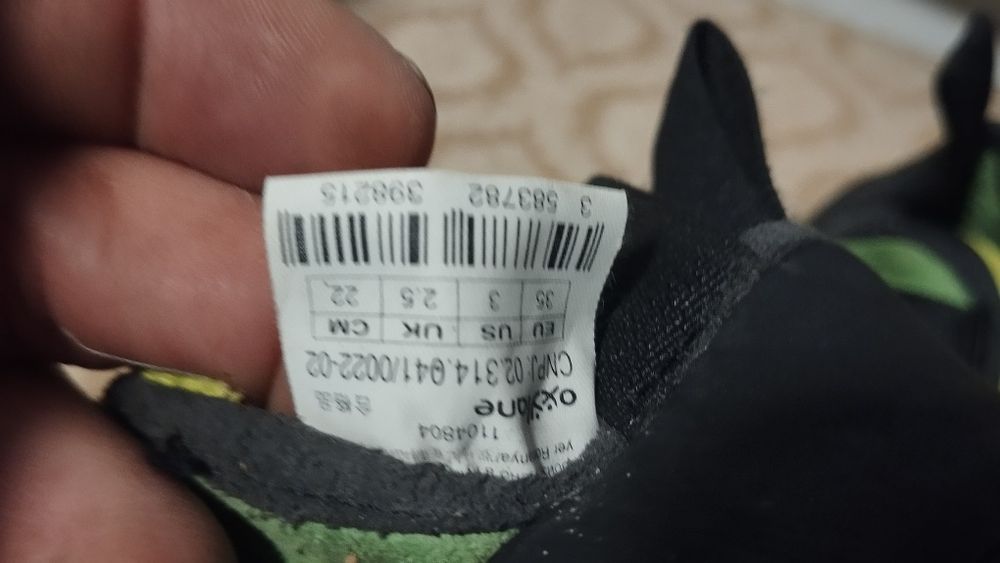 1104804
oxylane
合格品
CNPJ: 02.314.041/0022-02
EU US UK CM
35 3 2.5 22
3 583782 398215